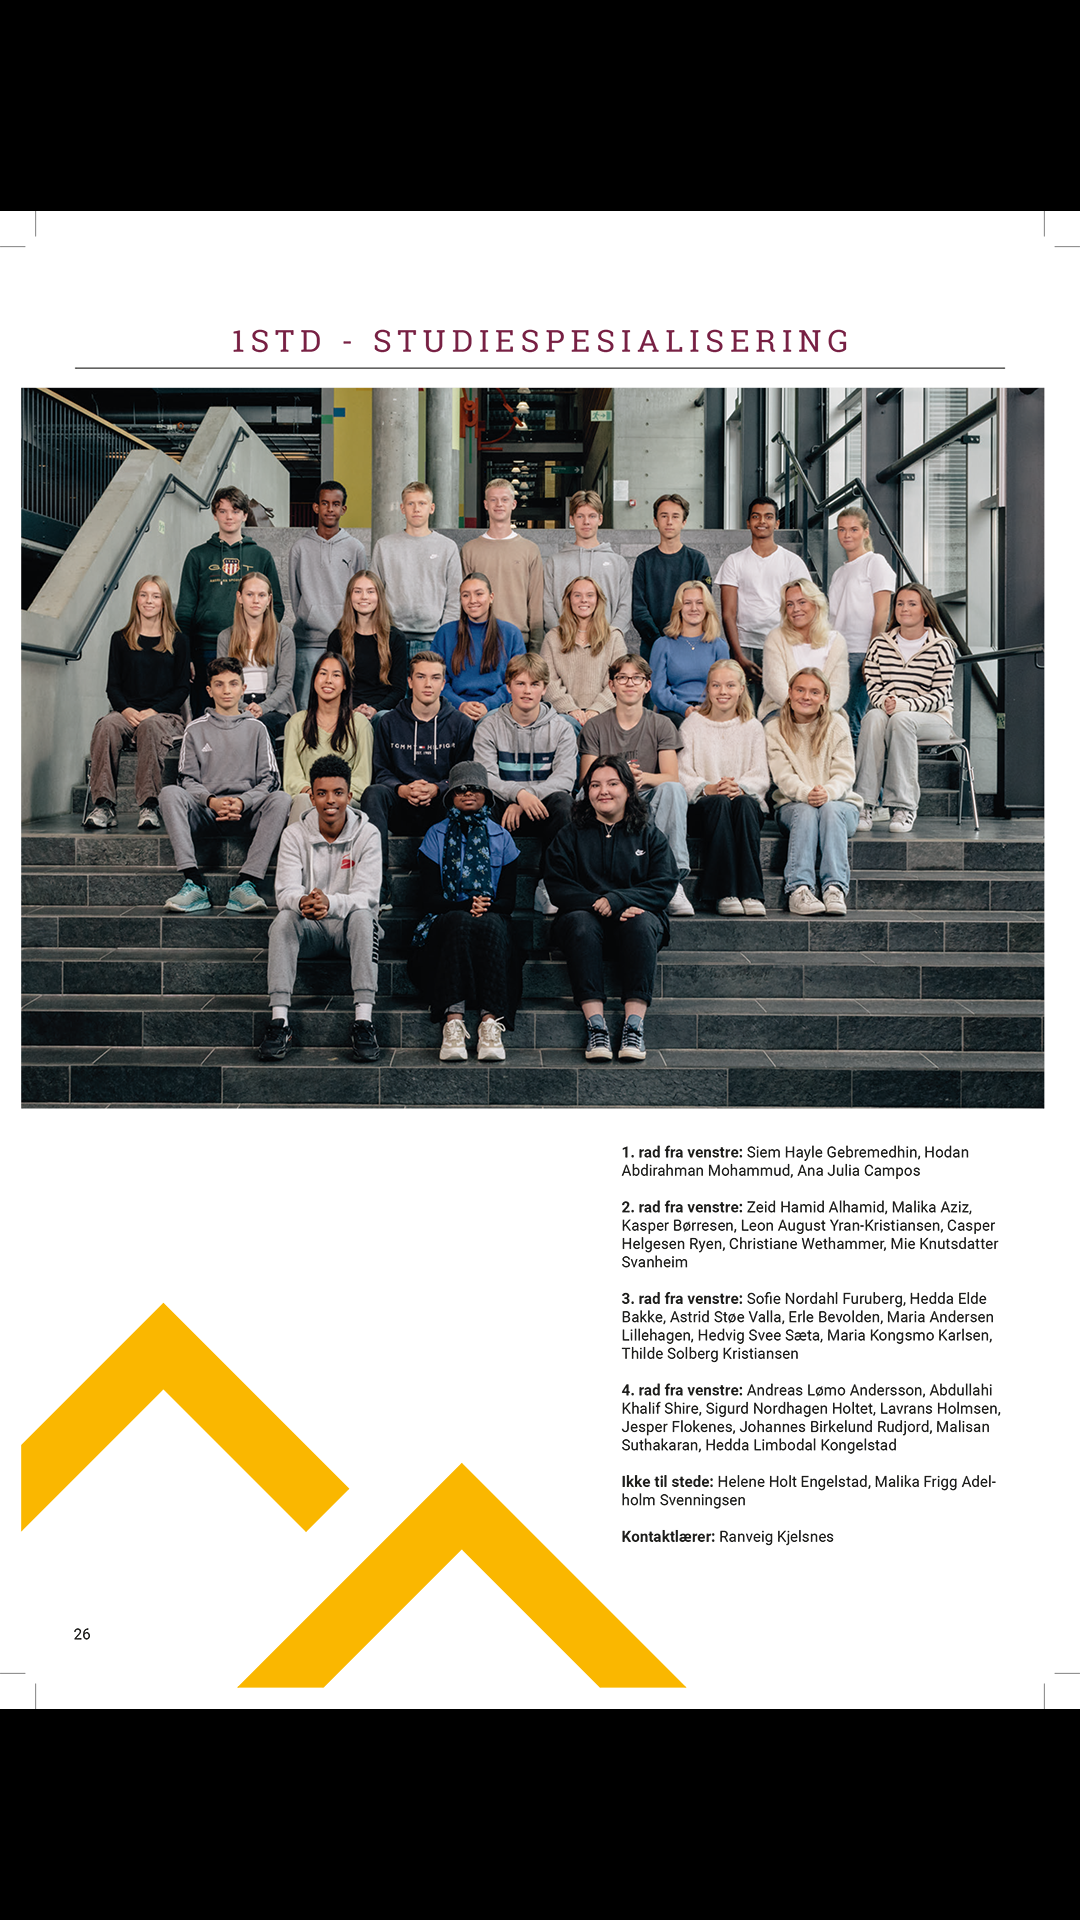 1STD - STUDIESPESIALISERING
GANT
TOMMY HILFIGER
1. rad fra venstre: Siem Hayle Gebremedhin, Hodan
Abdirahman Mohammud, Ana Julia Campos
2. rad fra venstre: Zeid Hamid Alhamid, Malika Aziz,
Kasper Børresen, Leon August Yran-Kristiansen, Casper
Helgesen Ryen, Christiane Wethammer, Mie Knutsdatter
Svanheim
3. rad fra venstre: Sofie Nordahl Furuberg, Hedda Elde
Bakke, Astrid Støe Valla, Erle Bevolden, Maria Andersen
Lillehagen, Hedvig Svee Sæta, Maria Kongsmo Karlsen,
Thilde Solberg Kristiansen
4. rad fra venstre: Andreas Lømo Andersson, Abdullahi
Khalif Shire, Sigurd Nordhagen Holtet, Lavrans Holmsen,
Jesper Flokenes, Johannes Birkelund Rudjord, Malisan
Suthakaran, Hedda Limbodal Kongelstad
Ikke til stede: Helene Holt Engelstad, Malika Frigg Adel-
holm Svenningsen
Kontaktlærer: Ranveig Kjelsnes
26